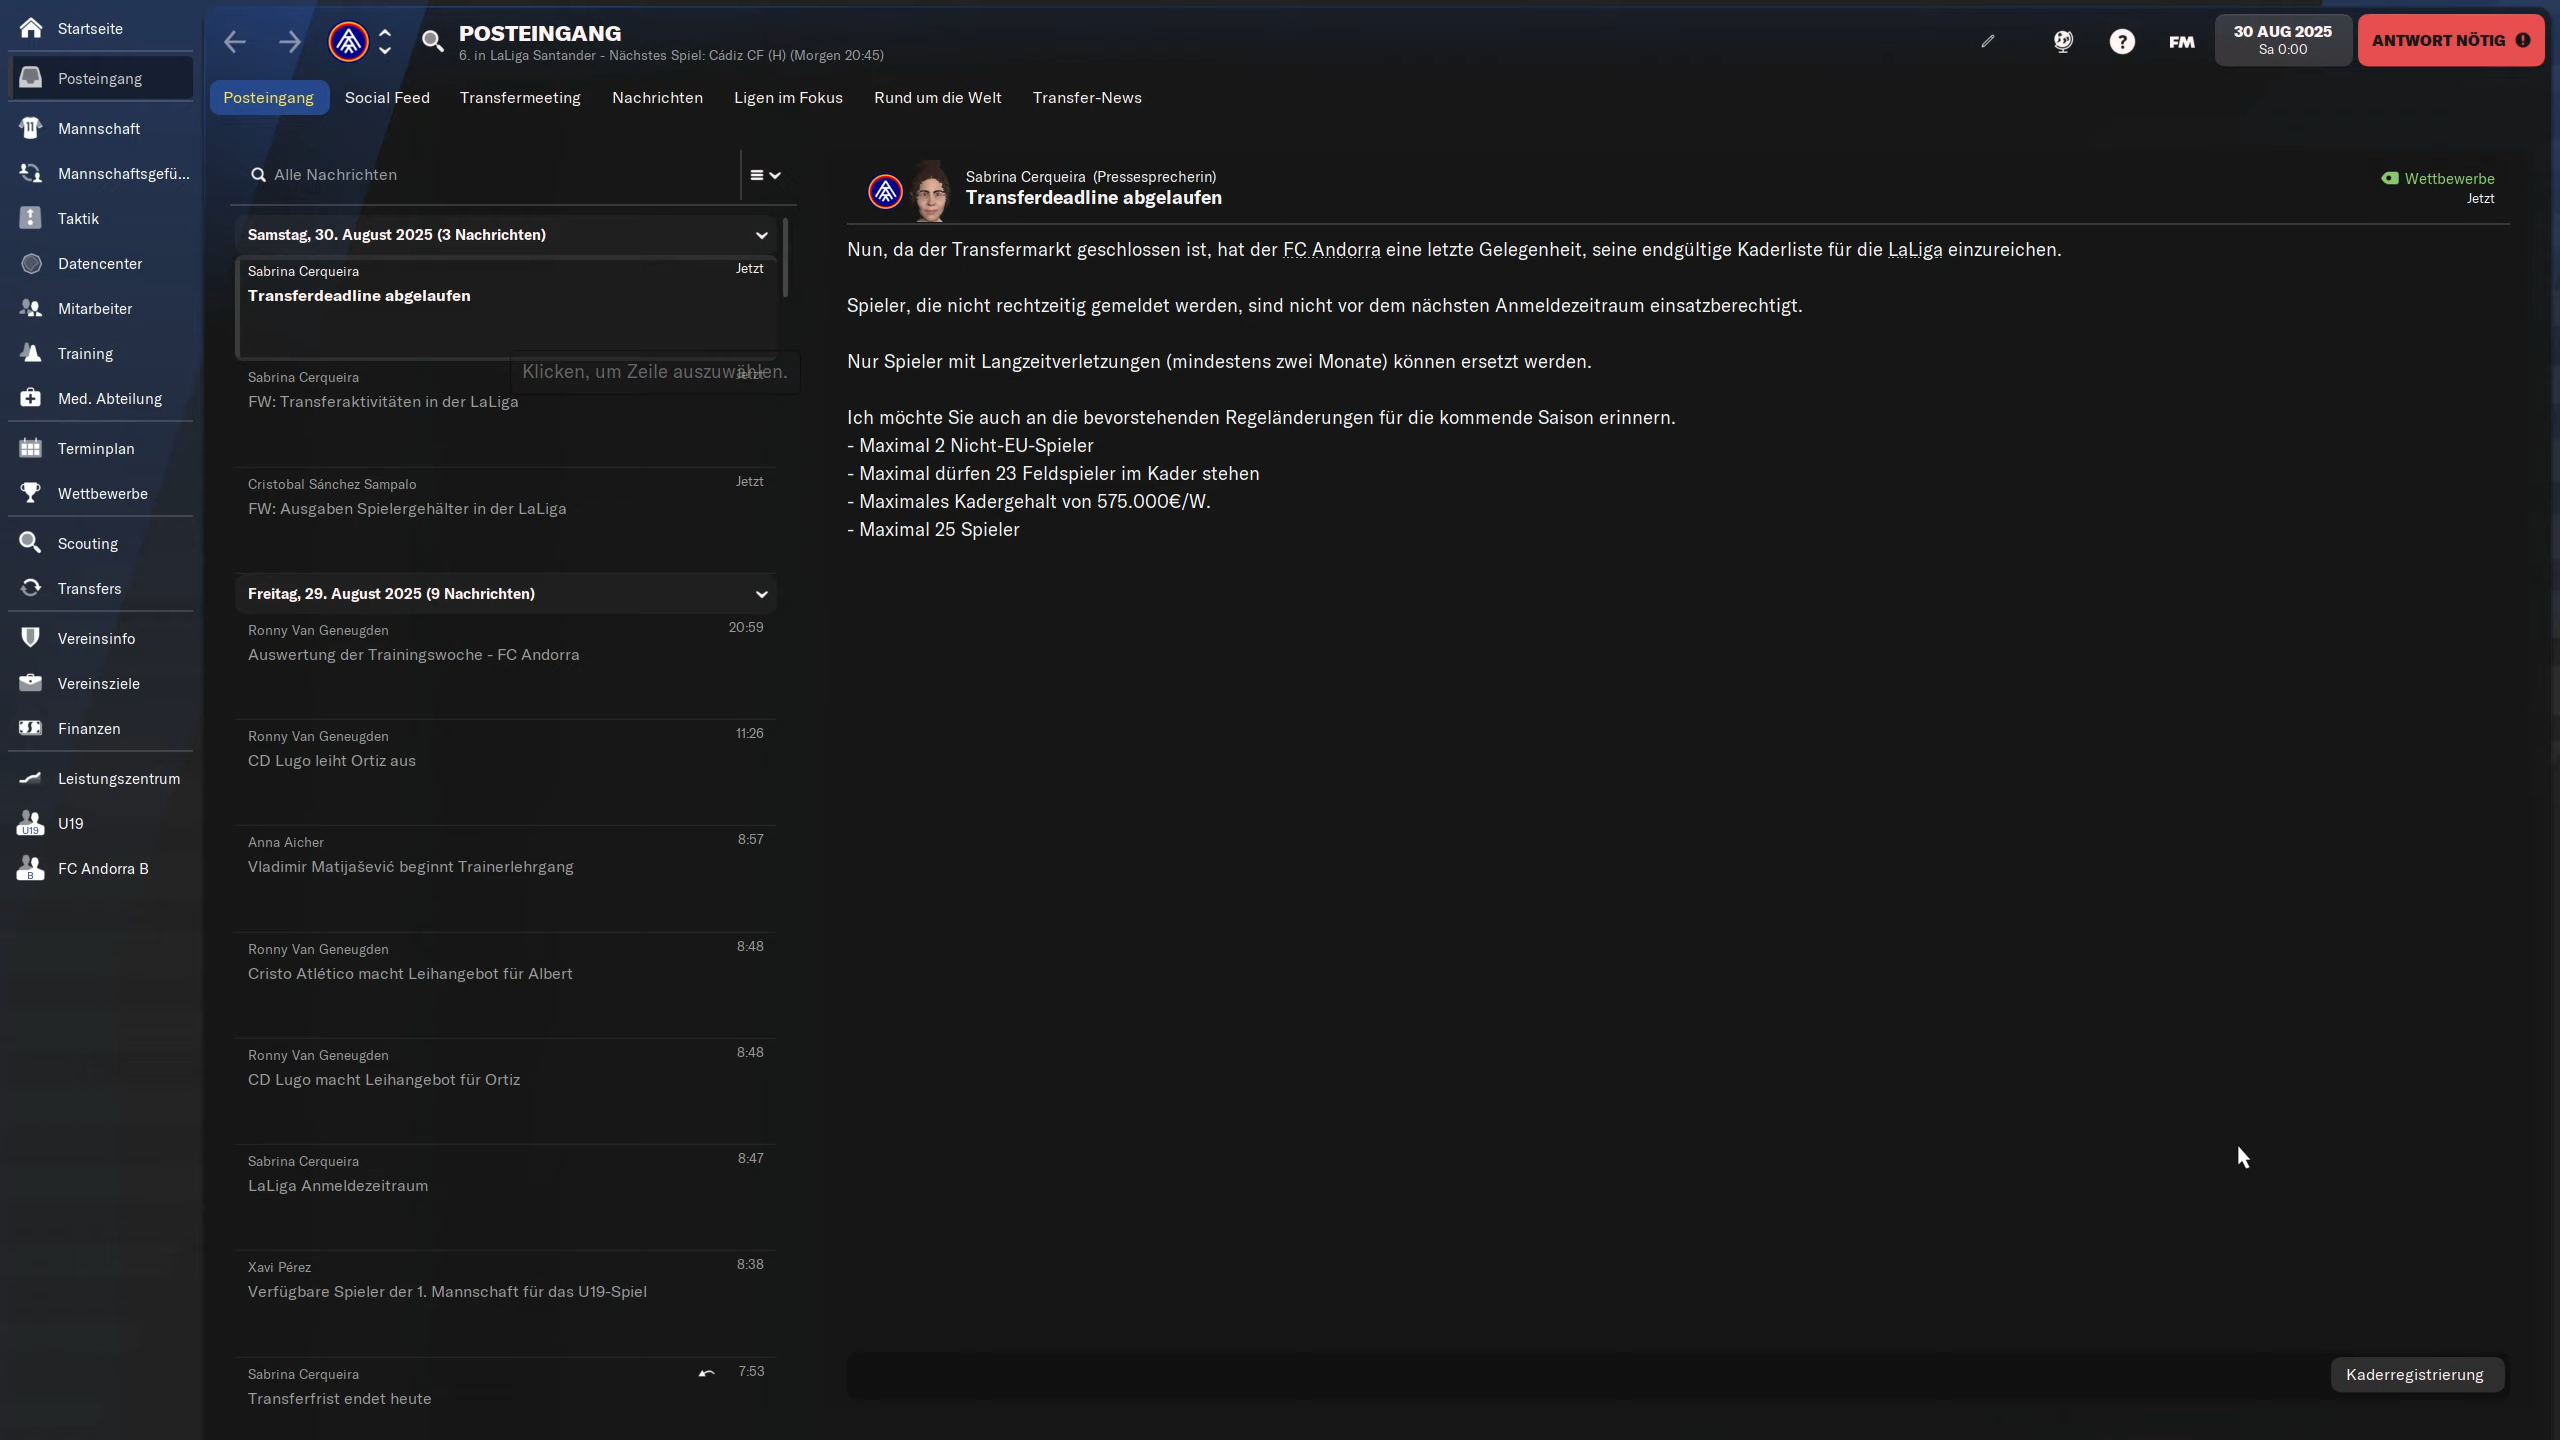 Startseite
Posteingang
Mannschaft
Mannschaftsgefü...
Taktik
Datencenter
Mitarbeiter
Training
Med. Abteilung
Terminplan
Wettbewerbe
Scouting
Transfers
Vereinsinfo
Vereinsziele
Finanzen
Leistungszentrum
U19
U19
FC Andorra B
B
POSTEINGANG
6. in LaLiga Santander - Nächstes Spiel: Cádiz CF (H) (Morgen 20:45)
FM
30 AUG 2025
Sa 0:00
ANTWORT NÖTIG
Posteingang
Social Feed
Transfermeeting
Nachrichten
Ligen im Fokus
Rund um die Welt
Transfer-News
Alle Nachrichten
Samstag, 30. August 2025 (3 Nachrichten)
Sabrina Cerqueira
Jetzt
Transferdeadline abgelaufen
Klicken, um Zeile auszuwählen.
Sabrina Cerqueira
Jetzt
FW: Transferaktivitäten in der LaLiga
Cristobal Sánchez Sampalo
Jetzt
FW: Ausgaben Spielergehälter in der LaLiga
Freitag, 29. August 2025 (9 Nachrichten)
Ronny Van Geneugden
20:59
Auswertung der Trainingswoche - FC Andorra
Ronny Van Geneugden
11:26
CD Lugo leiht Ortiz aus
Anna Aicher
8:57
Vladimir Matijašević beginnt Trainerlehrgang
Ronny Van Geneugden
8:48
Cristo Atlético macht Leihangebot für Albert
Ronny Van Geneugden
8:48
CD Lugo macht Leihangebot für Ortiz
Sabrina Cerqueira
8:47
LaLiga Anmeldezeitraum
Xavi Pérez
8:38
Verfügbare Spieler der 1. Mannschaft für das U19-Spiel
Sabrina Cerqueira
7:53
Transferfrist endet heute
Sabrina Cerqueira (Pressesprecherin)
Transferdeadline abgelaufen
Wettbewerbe
Jetzt
Nun, da der Transfermarkt geschlossen ist, hat der FC Andorra eine letzte Gelegenheit, seine endgültige Kaderliste für die LaLiga einzureichen.
Spieler, die nicht rechtzeitig gemeldet werden, sind nicht vor dem nächsten Anmeldezeitraum einsatzberechtigt.
Nur Spieler mit Langzeitverletzungen (mindestens zwei Monate) können ersetzt werden.
Ich möchte Sie auch an die bevorstehenden Regeländerungen für die kommende Saison erinnern.
- Maximal 2 Nicht-EU-Spieler
- Maximal dürfen 23 Feldspieler im Kader stehen
- Maximales Kadergehalt von 575.000€/W.
- Maximal 25 Spieler
Kaderregistrierung